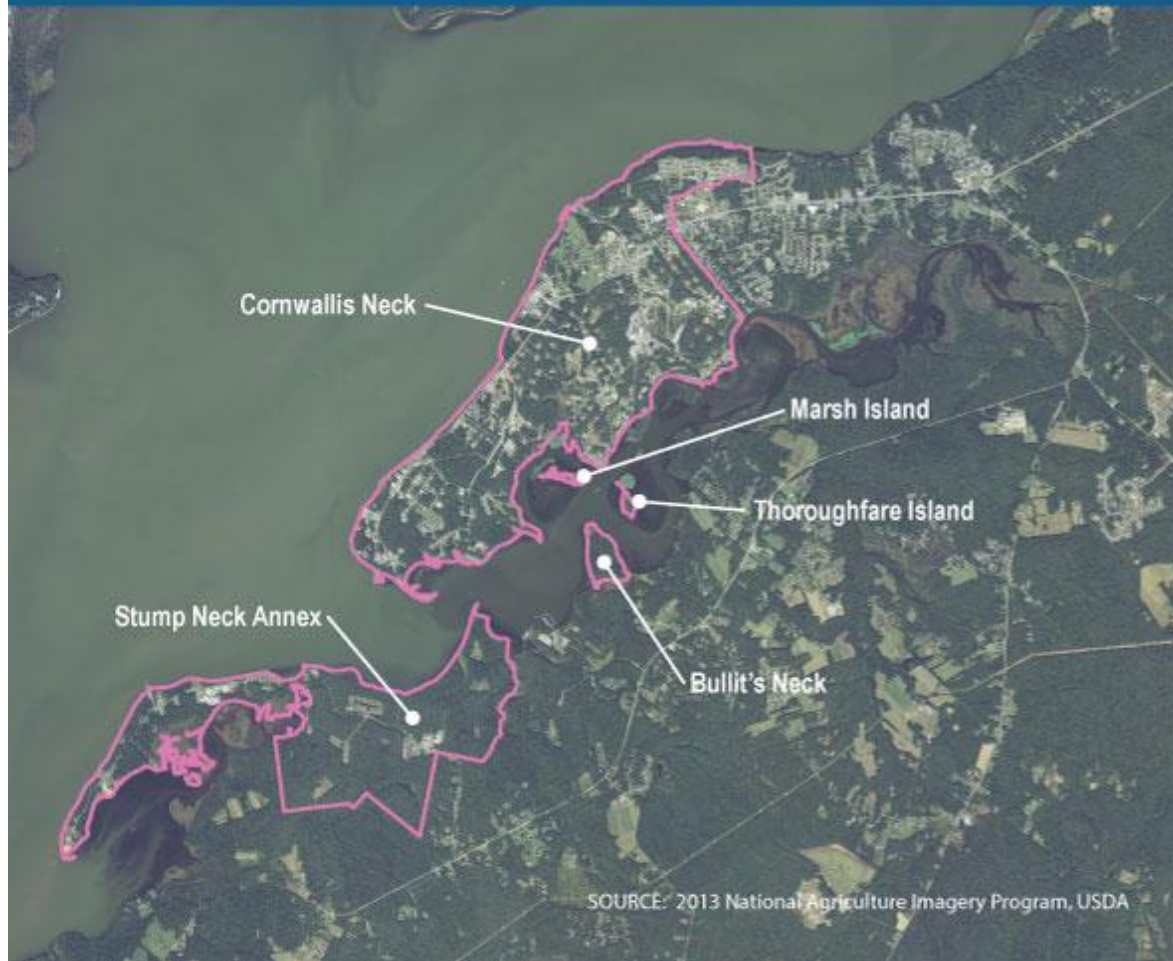 Cornwallis Neck
Marsh Island
Thoroughfare Island
Stump Neck Annex
Bullit's Neck
SOURCE: 2013 National Agriculture Imagery Program, USDA